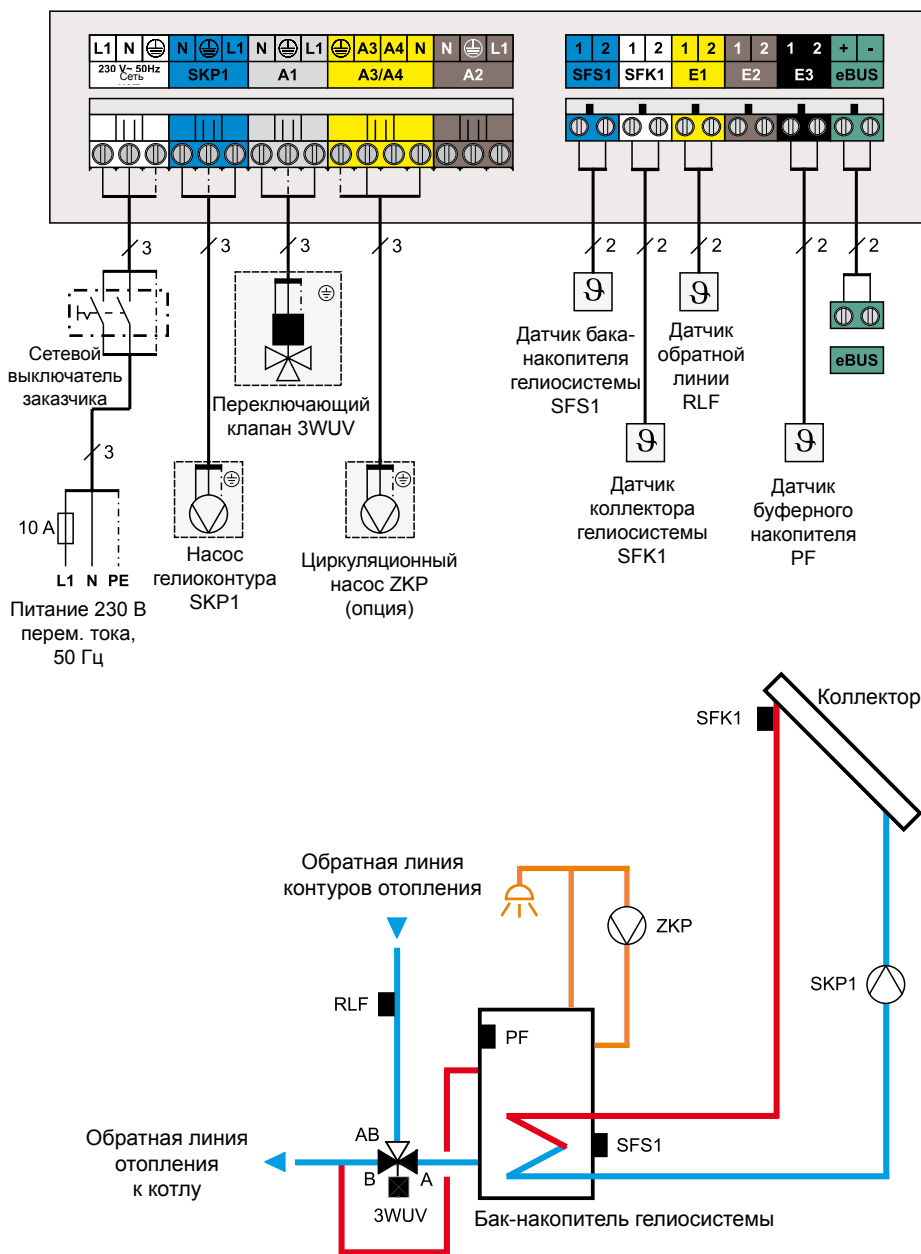 L1 N N L1 N L1 A3 A4 N N L1
230 V~ 50Hz
Сеть
SKP1 A1 A3/A4 A2
1 2 1 2 1 2 1 2 1 2 + -
SFS1 SFK1 E1 E2 E3 eBUS
3 3 3 3 2 2 2 2 2
Сетевой
выключатель
заказчика
3
10 A
L1 N PE
Питание 230 В
перем. тока,
50 Гц
Насос
гелиоконтура
SKP1
Переключающий
клапан 3WUV
Циркуляционный
насос ZKP
(опция)
Датчик бака-
накопителя
гелиосистемы
SFS1
Датчик
коллектора
гелиосистемы
SFK1
Датчик
обратной
линии
RLF
Датчик
буферного
накопителя
PF
eBUS
Коллектор
SFK1
Обратная линия
контуров отопления
ZKP
SKP1
RLF
PF
AB
SFS1
Обратная линия
отопления
к котлу
B A
3WUV
Бак-накопитель гелиосистемы